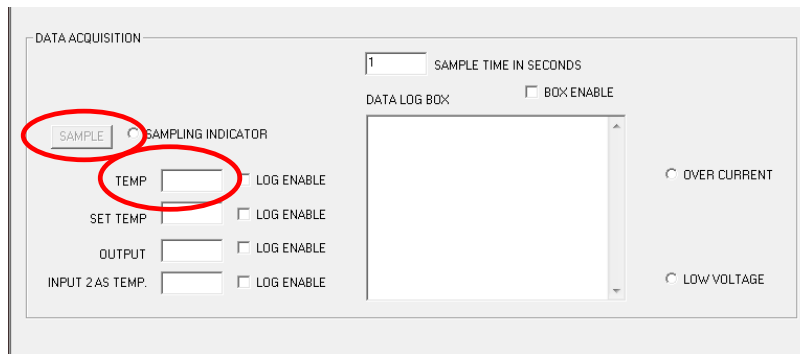 DATA ACQUISITION
1 SAMPLE TIME IN SECONDS
DATA LOG BOX BOX ENABLE
SAMPLE SAMPLING INDICATOR
TEMP LOG ENABLE OVER CURRENT
SET TEMP LOG ENABLE
OUTPUT LOG ENABLE
INPUT 2 AS TEMP. LOG ENABLE LOW VOLTAGE